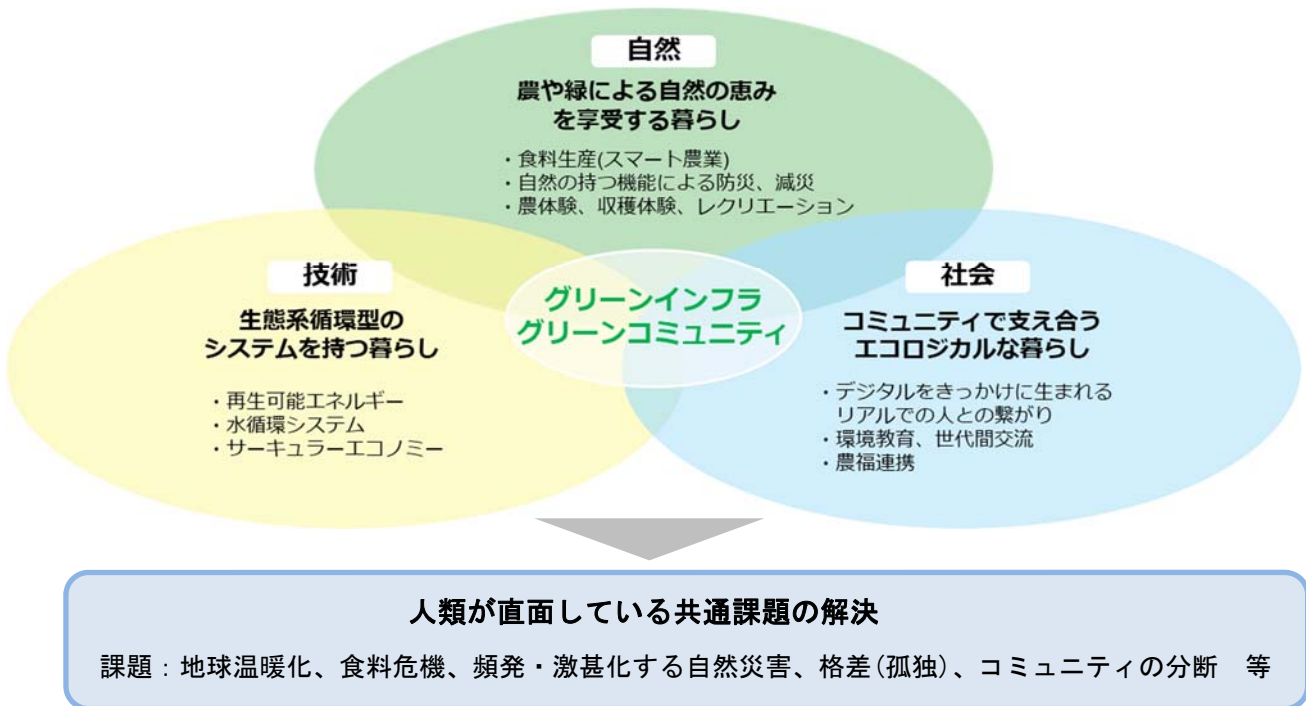 自然
農や緑による自然の恵み
を享受する暮らし
・食料生産(スマート農業)
・自然の持つ機能による防災、減災
・農体験、収穫体験、レクリエーション
技術
生態系循環型の
システムを持つ暮らし
・再生可能エネルギー
・水循環システム
・サーキュラーエコノミー
グリーンインフラ
グリーンコミュニティ
社会
コミュニティで支え合う
エコロジカルな暮らし
・デジタルをきっかけに生まれる
リアルでの人との繋がり
・環境教育、世代間交流
・農福連携
人類が直面している共通課題の解決
課題：地球温暖化、食料危機、頻発・激甚化する自然災害、格差(孤独)、コミュニティの分断　等